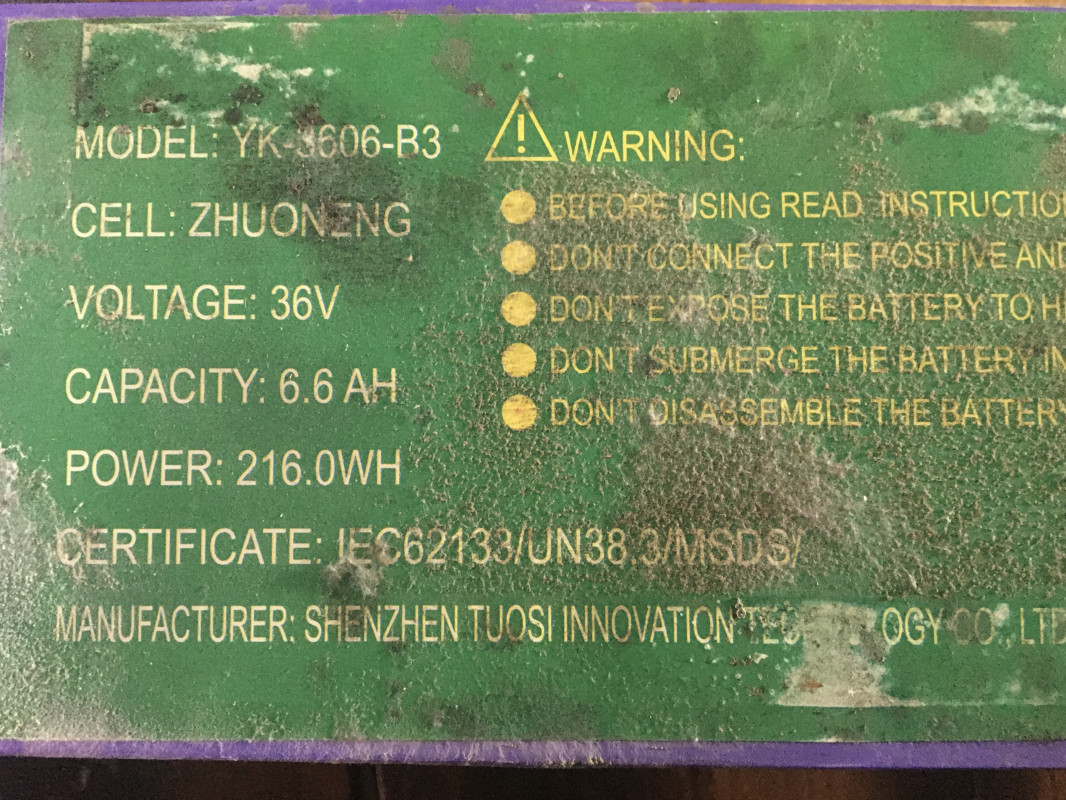 MODEL: YK-3606-B3
CELL: ZHUONENG
VOLTAGE: 36V
CAPACITY: 6.6 AH
POWER: 216.0WH
CERTIFICATE: IEC62133/UN38.3/MSDS/
MANUFACTURER: SHENZHEN TUOSI INNOVATION CO.,LTD
WARNING:
BEFORE USING READ INSTRUCTIO
DON'T CONNECT THE POSITIVE AND
DON'T EXPOSE THE BATTERY TO H
DON'T SUBMERGE THE BATTERY IN
DON'T DISASSEMBLE THE BATTERY